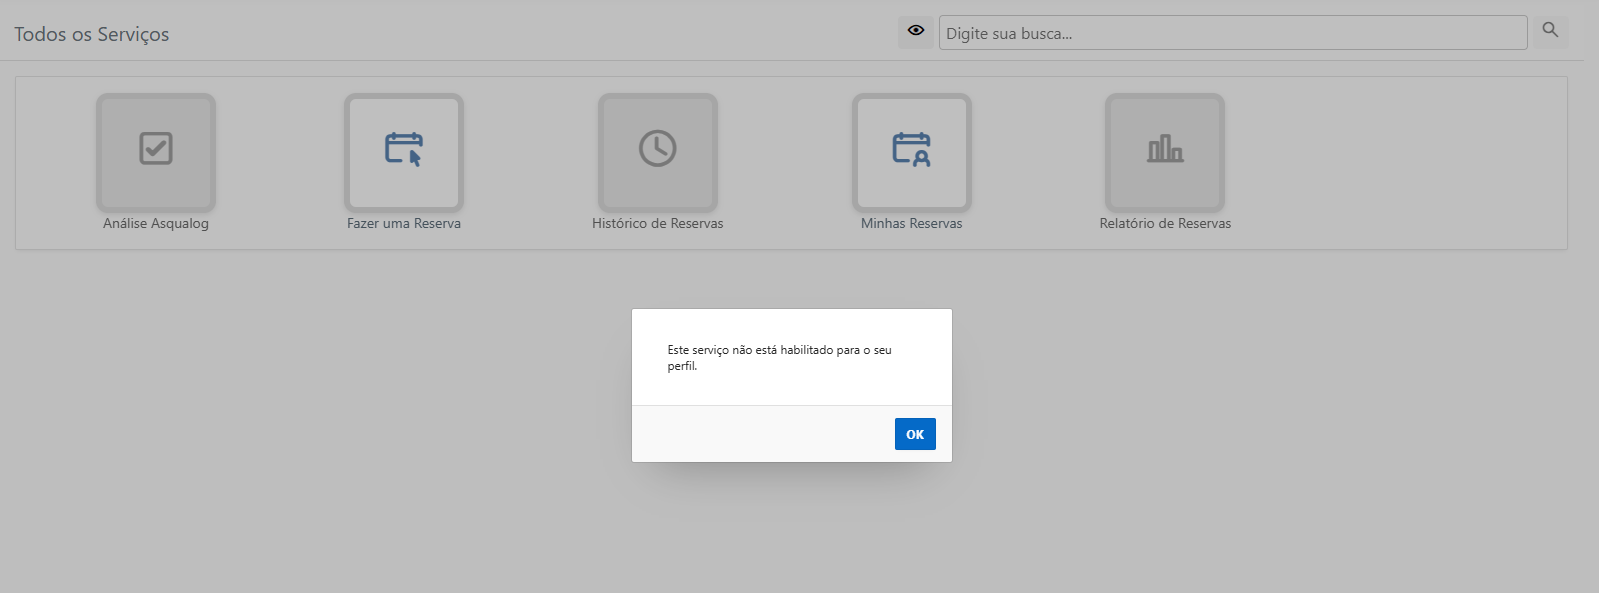 Todos os Serviços
Digite sua busca...
Análise Asqualog
Fazer uma Reserva
Histórico de Reservas
Minhas Reservas
Relatório de Reservas
Este serviço não está habilitado para o seu
perfil.
OK